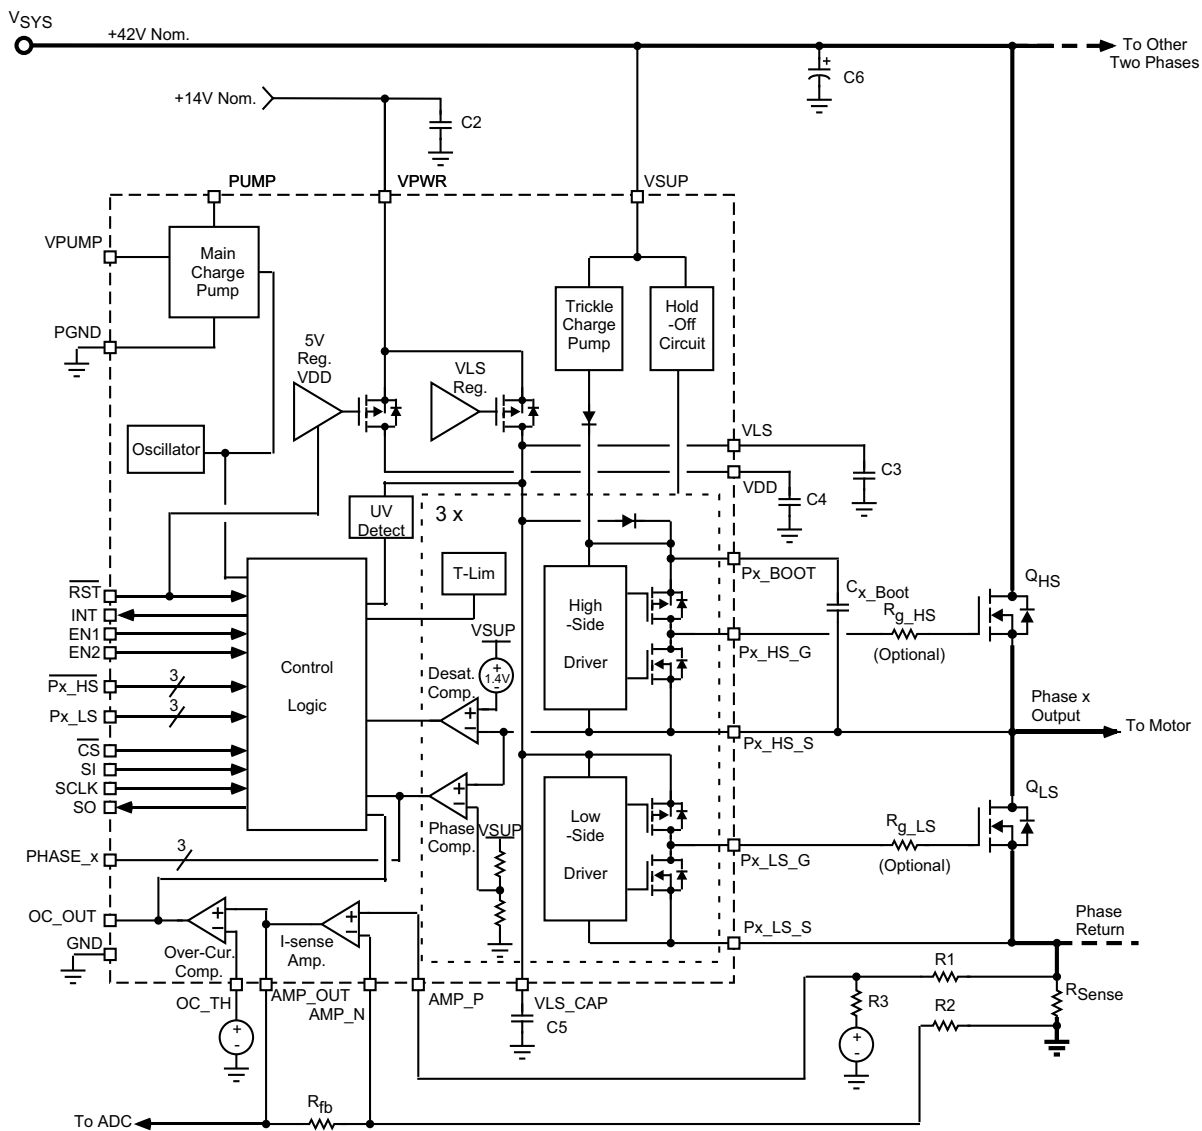 VSYS
+42V Nom.
To Other
Two Phases
C6
+14V Nom.
C2
PUMP
VPWR
VSUP
VPUMP
Main
Charge
Pump
PGND
Trickle
Charge
Pump
Hold
-Off
Circuit
5V
Reg.
VDD
VLS
Reg.
Oscillator
VLS
C3
VDD
C4
UV
Detect
3 x
T-Lim
Px_BOOT
Cx_Boot
QHS
High
-Side
Driver
Rg_HS
(Optional)
Px_HS_G
RST
INT
EN1
EN2
Px_HS
3
Px_LS
3
CS
SI
SCLK
SO
Control
Logic
VSUP
+
1.4V
-
Desat.
Comp.
+
−
Phase x
Output
To Motor
Px_HS_S
QLS
+
−
Phase
Comp.
VSUP
Low
-Side
Driver
Rg_LS
(Optional)
Px_LS_G
PHASE_x
3
OC_OUT
GND
+
−
Over-Cur.
Comp.
+
−
I-sense
Amp.
Px_LS_S
Phase
Return
OC_TH
AMP_OUT
AMP_N
AMP_P
VLS_CAP
C5
R1
RSense
R3
R2
+
-
+
-
Rfb
To ADC